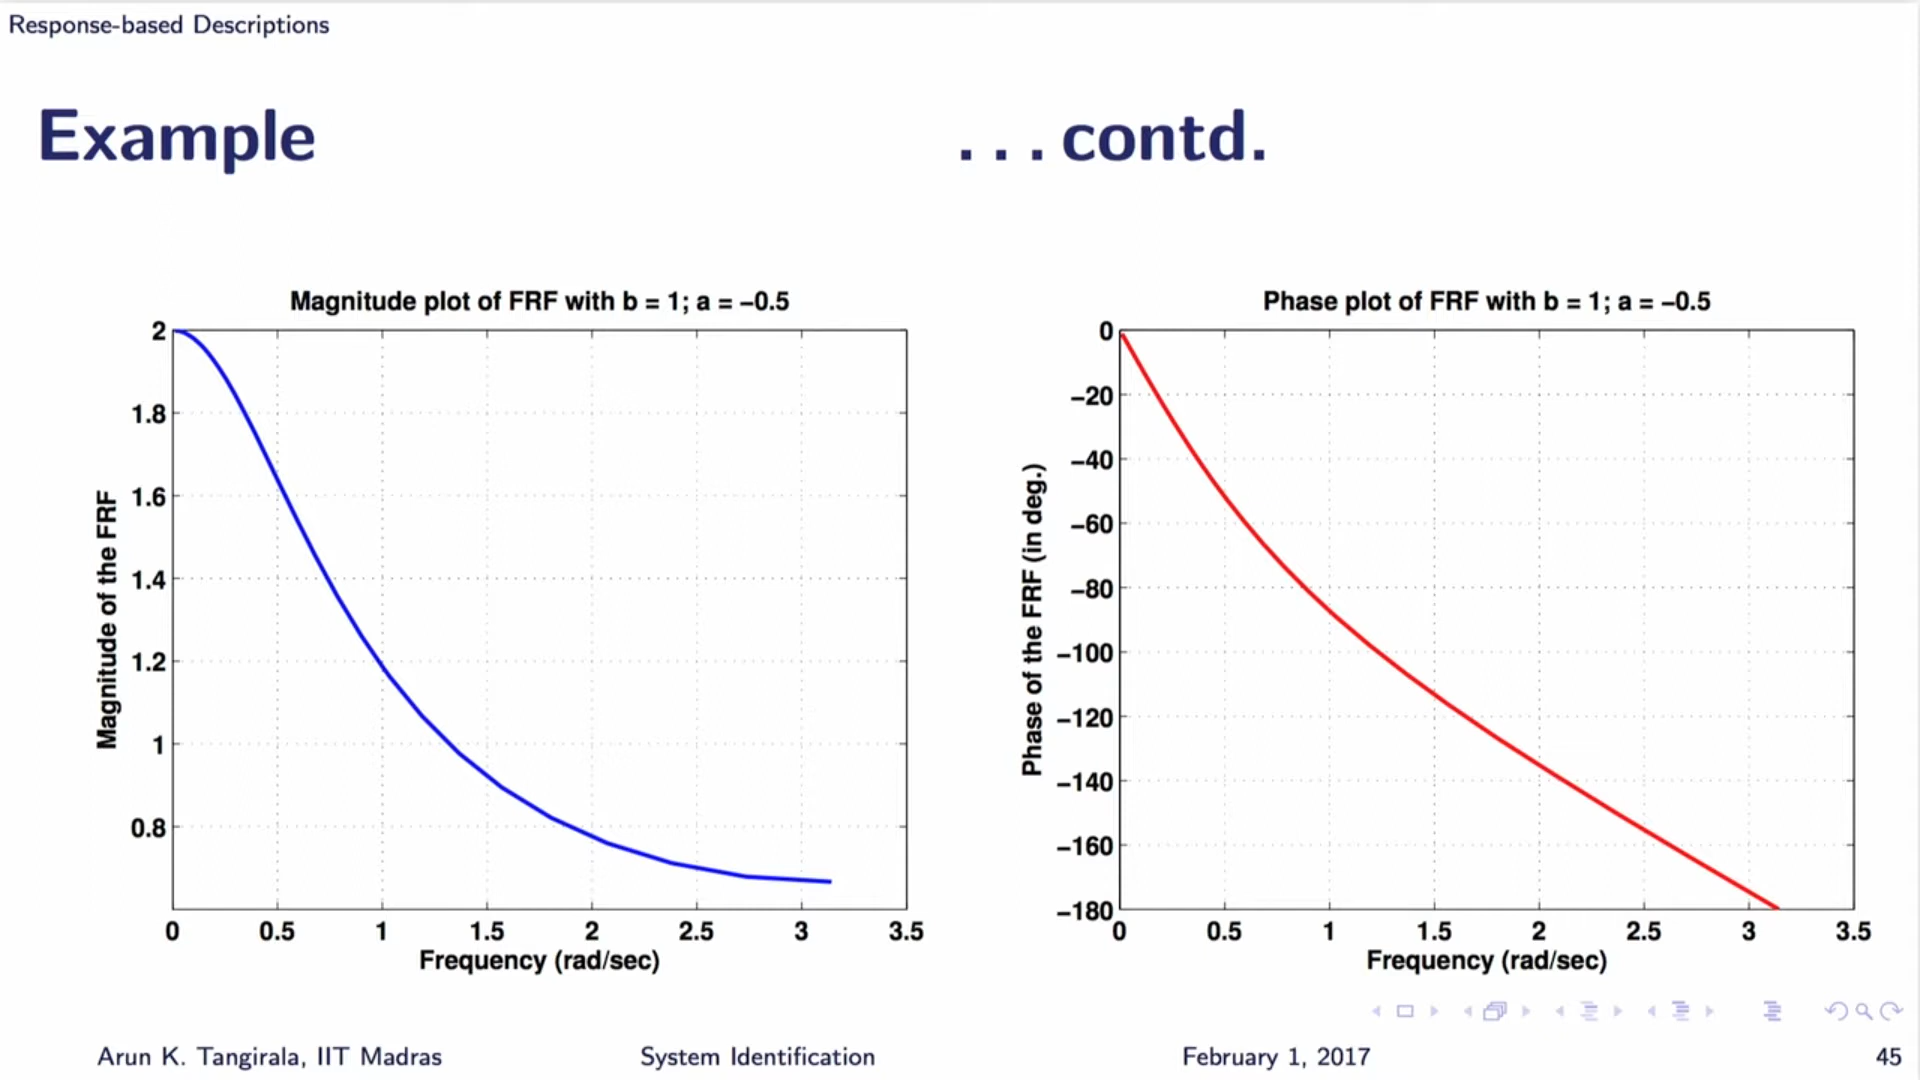 Response-based Descriptions
Example ...contd.
Magnitude plot of FRF with b = 1; a = −0.5
Magnitude of the FRF
2
1.8
1.6
1.4
1.2
1
0.8
0 0.5 1 1.5 2 2.5 3 3.5
Frequency (rad/sec)
Phase plot of FRF with b = 1; a = −0.5
Phase of the FRF (in deg.)
0
−20
−40
−60
−80
−100
−120
−140
−160
−180
0 0.5 1 1.5 2 2.5 3 3.5
Frequency (rad/sec)
Arun K. Tangirala, IIT Madras System Identification February 1, 2017 45